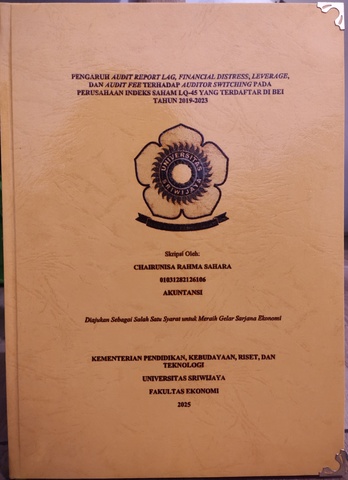 PENGARUH AUDIT REPORT LAG, FINANCIAL DISTRESS, LEVERAGE,
DAN AUDIT FEE TERHADAP AUDITOR SWITCHING PADA
PERUSAHAAN INDEKS SAHAM LQ-45 YANG TERDAFTAR DI BEI
TAHUN 2019-2023
UNIVERSITAS
SRIWIJAYA
Skripsi Oleh:
CHAIRUNISA RAHMA SAHARA
01031282126106
AKUNTANSI
Diajukan Sebagai Salah Satu Syarat untuk Meraih Gelar Sarjana Ekonomi
KEMENTERIAN PENDIDIKAN, KEBUDAYAAN, RISET, DAN
TEKNOLOGI
UNIVERSITAS SRIWIJAYA
FAKULTAS EKONOMI
2025